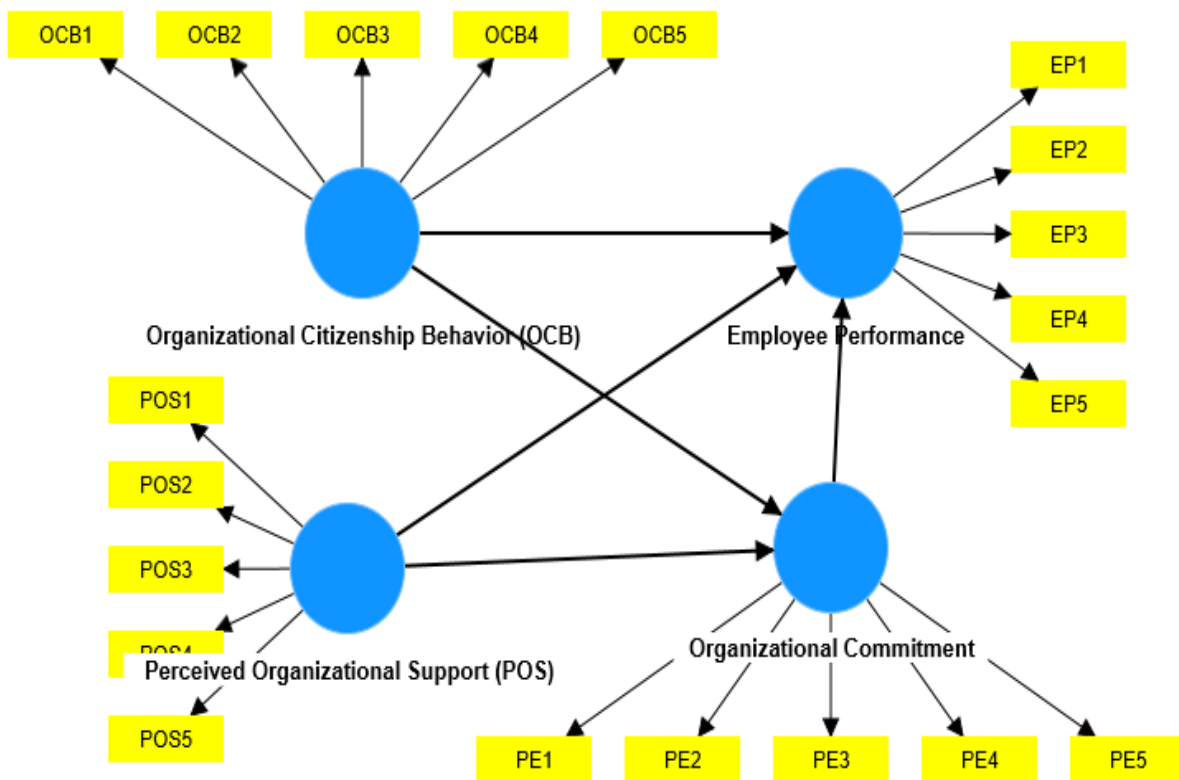 OCB1
OCB2
OCB3
OCB4
OCB5
EP1
EP2
EP3
EP4
EP5
Organizational Citizenship Behavior (OCB)
Employee Performance
POS1
POS2
POS3
POS4
POS5
Perceived Organizational Support (POS)
Organizational Commitment
PE1
PE2
PE3
PE4
PE5